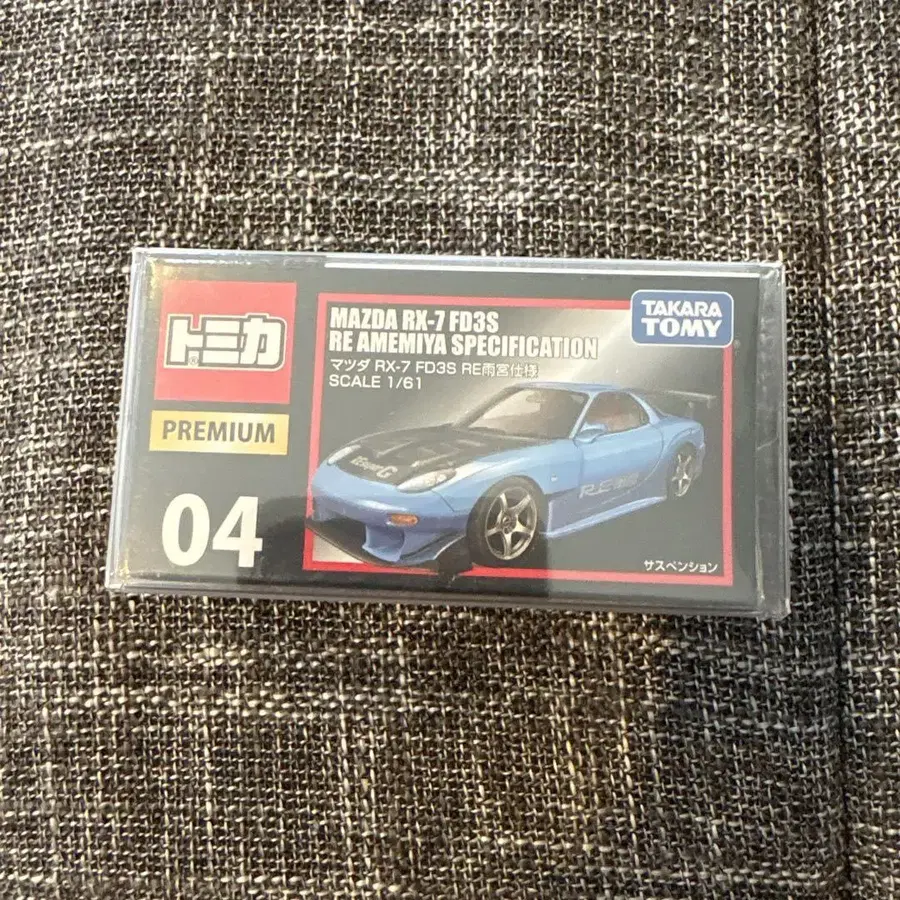 トミカ
PREMIUM
04
MAZDA RX-7 FD3S
RE AMEMIYA SPECIFICATION
マツダ RX-7 FD3S RE雨宮仕様
SCALE 1/61
TAKARA
TOMY
サスペンション